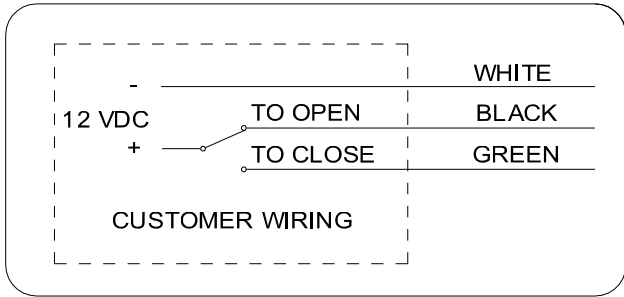 WHITE
-
12 VDC
+
TO OPEN
BLACK
TO CLOSE
GREEN
CUSTOMER WIRING